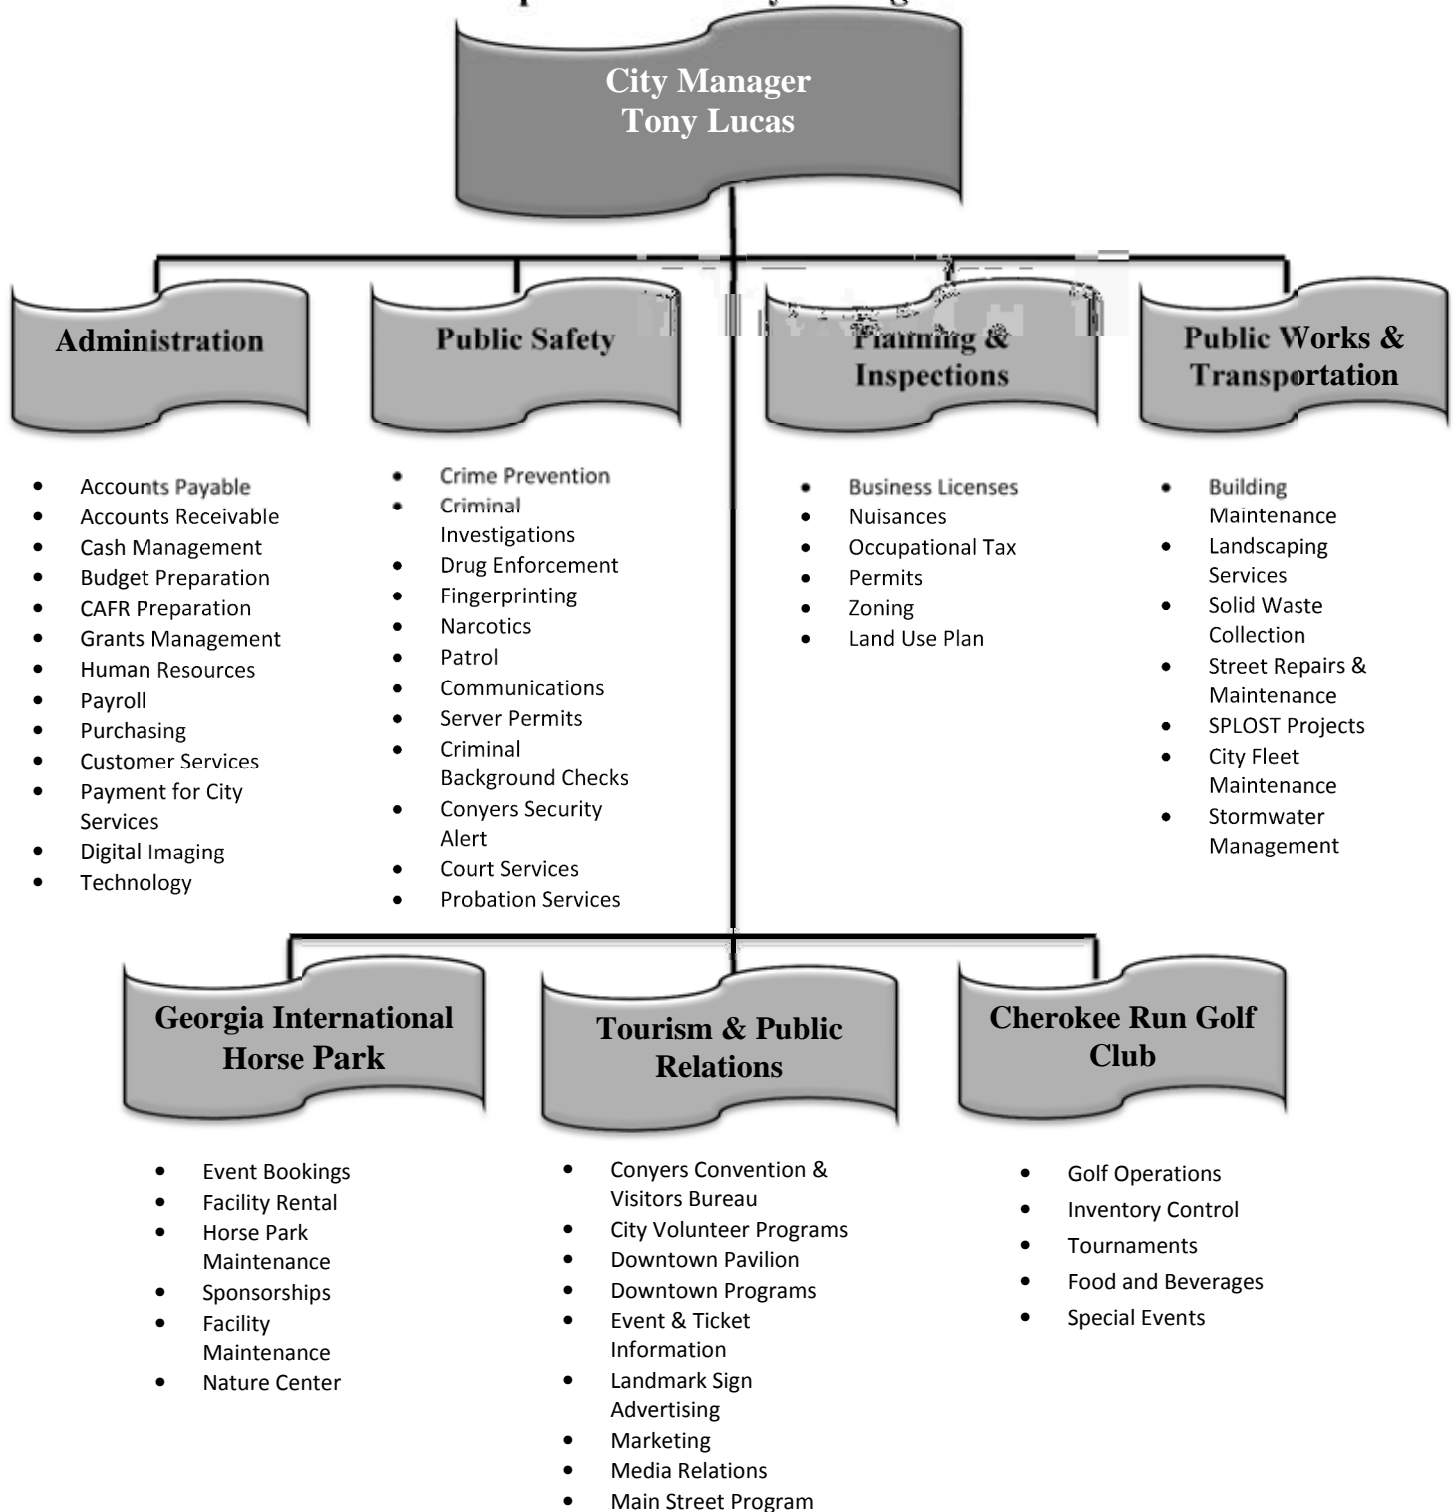 City Manager
Tony Lucas
Administration
Public Safety
Planning &
Inspections
Public Works &
Transportation
• Accounts Payable
• Accounts Receivable
• Cash Management
• Budget Preparation
• CAFR Preparation
• Grants Management
• Human Resources
• Payroll
• Purchasing
• Customer Services
• Payment for City
Services
• Digital Imaging
• Technology
• Crime Prevention
• Criminal
Investigations
• Drug Enforcement
• Fingerprinting
• Narcotics
• Patrol
• Communications
• Server Permits
• Criminal
Background Checks
• Conyers Security
Alert
• Court Services
• Probation Services
• Business Licenses
• Nuisances
• Occupational Tax
• Permits
• Zoning
• Land Use Plan
• Building
Maintenance
• Landscaping
Services
• Solid Waste
Collection
• Street Repairs &
Maintenance
• SPLOST Projects
• City Fleet
Maintenance
• Stormwater
Management
Georgia International
Horse Park
Tourism & Public
Relations
Cherokee Run Golf
Club
• Event Bookings
• Facility Rental
• Horse Park
Maintenance
• Sponsorships
• Facility
Maintenance
• Nature Center
• Conyers Convention &
Visitors Bureau
• City Volunteer Programs
• Downtown Pavilion
• Downtown Programs
• Event & Ticket
Information
• Landmark Sign
Advertising
• Marketing
• Media Relations
• Main Street Program
• Golf Operations
• Inventory Control
• Tournaments
• Food and Beverages
• Special Events